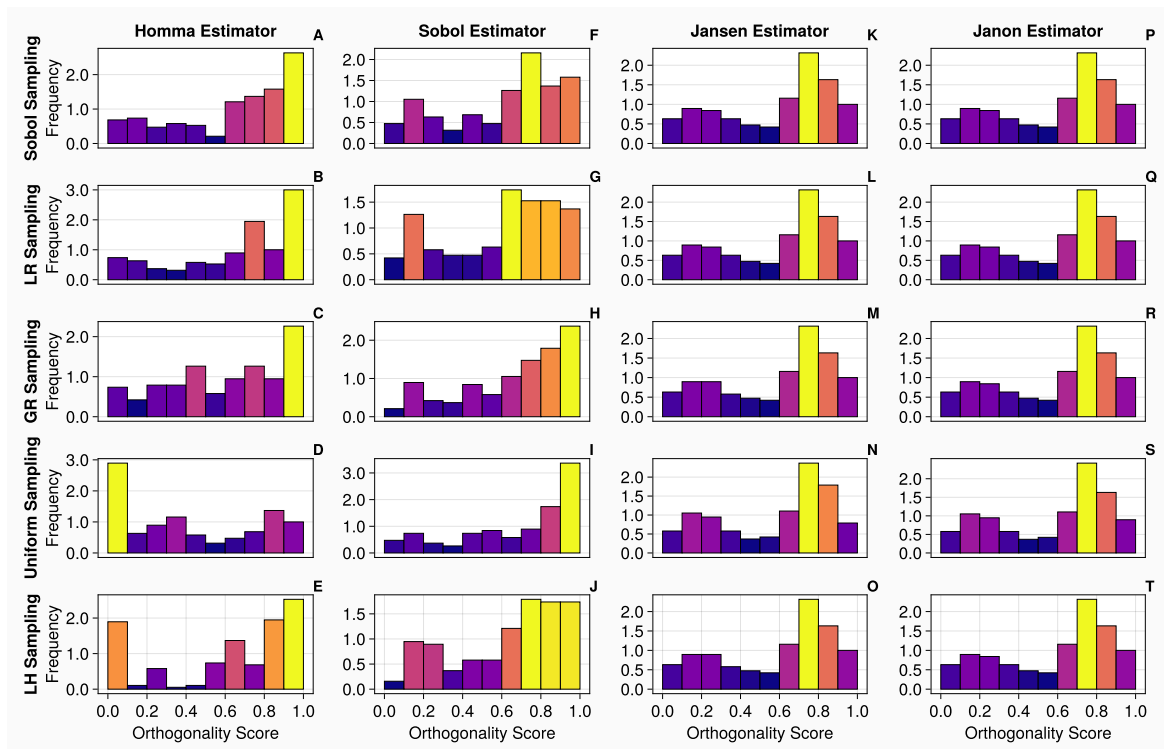 Homma Estimator A Sobol Estimator F Jansen Estimator K Janon Estimator P
Sobol Sampling
Frequency
2.0 1.0 0.0
2.0 1.5 1.0 0.5 0.0
2.0 1.5 1.0 0.5 0.0
2.0 1.5 1.0 0.5 0.0
B G L Q
LR Sampling
Frequency
3.0 2.0 1.0 0.0
1.5 1.0 0.5 0.0
2.0 1.5 1.0 0.5 0.0
2.0 1.5 1.0 0.5 0.0
C H M R
GR Sampling
Frequency
2.0 1.0 0.0
2.0 1.0 0.0
2.0 1.5 1.0 0.5 0.0
2.0 1.5 1.0 0.5 0.0
D I N S
Uniform Sampling
Frequency
3.0 2.0 1.0 0.0
3.0 2.0 1.0 0.0
2.0 1.5 1.0 0.5 0.0
2.0 1.5 1.0 0.5 0.0
E J O T
LH Sampling
Frequency
2.0 1.0 0.0
1.5 1.0 0.5 0.0
2.0 1.5 1.0 0.5 0.0
2.0 1.5 1.0 0.5 0.0
0.0 0.2 0.4 0.6 0.8 1.0 0.0 0.2 0.4 0.6 0.8 1.0 0.0 0.2 0.4 0.6 0.8 1.0 0.0 0.2 0.4 0.6 0.8 1.0
Orthogonality Score Orthogonality Score Orthogonality Score Orthogonality Score